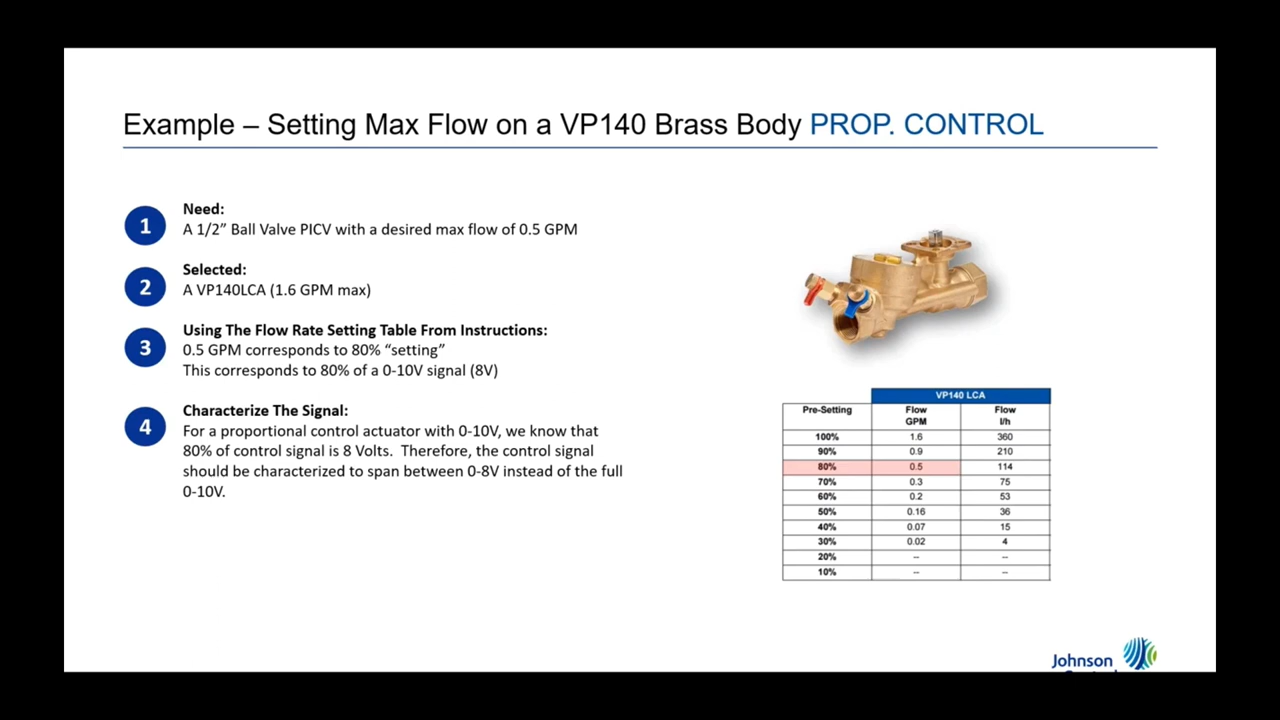 Example – Setting Max Flow on a VP140 Brass Body PROP. CONTROL
1
Need:
A 1/2” Ball Valve PICV with a desired max flow of 0.5 GPM
2
Selected:
A VP140LCA (1.6 GPM max)
3
Using The Flow Rate Setting Table From Instructions:
0.5 GPM corresponds to 80% “setting”
This corresponds to 80% of a 0-10V signal (8V)
4
Characterize The Signal:
For a proportional control actuator with 0-10V, we know that
80% of control signal is 8 Volts. Therefore, the control signal
should be characterized to span between 0-8V instead of the full
0-10V.
VP140 LCA
Pre-Setting Flow GPM Flow l/h
100% 1.6 360
90% 0.9 210
80% 0.5 114
70% 0.3 75
60% 0.2 53
50% 0.16 36
40% 0.07 15
30% 0.02 4
20% -- --
10% -- --
Johnson